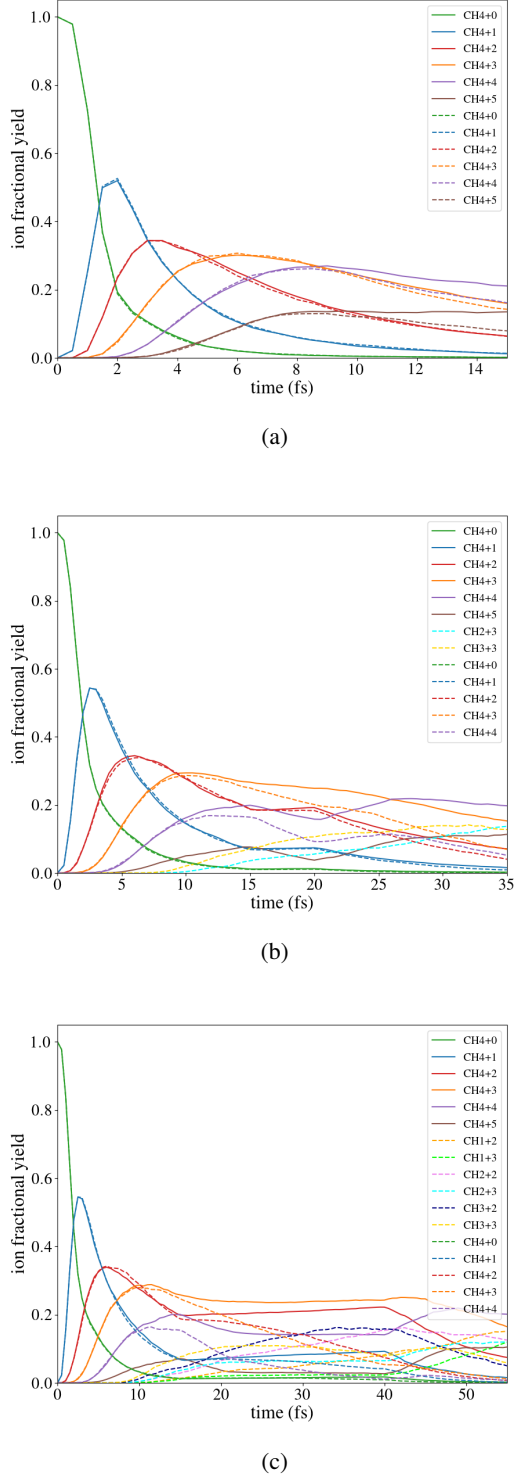 1.0
0.8
0.6
0.4
0.2
0.0
ion fractional yield
CH4+0
CH4+1
CH4+2
CH4+3
CH4+4
CH4+5
CH4+0
CH4+1
CH4+2
CH4+3
CH4+4
CH4+5
0 2 4 6 8 10 12 14
time (fs)
(a)
1.0
0.8
0.6
0.4
0.2
0.0
ion fractional yield
CH4+0
CH4+1
CH4+2
CH4+3
CH4+4
CH4+5
CH2+3
CH3+3
CH4+0
CH4+1
CH4+2
CH4+3
CH4+4
0 5 10 15 20 25 30 35
time (fs)
(b)
1.0
0.8
0.6
0.4
0.2
0.0
ion fractional yield
CH4+0
CH4+1
CH4+2
CH4+3
CH4+4
CH4+5
CH1+2
CH1+3
CH2+2
CH2+3
CH3+2
CH3+3
CH4+0
CH4+1
CH4+2
CH4+3
CH4+4
0 10 20 30 40 50
time (fs)
(c)